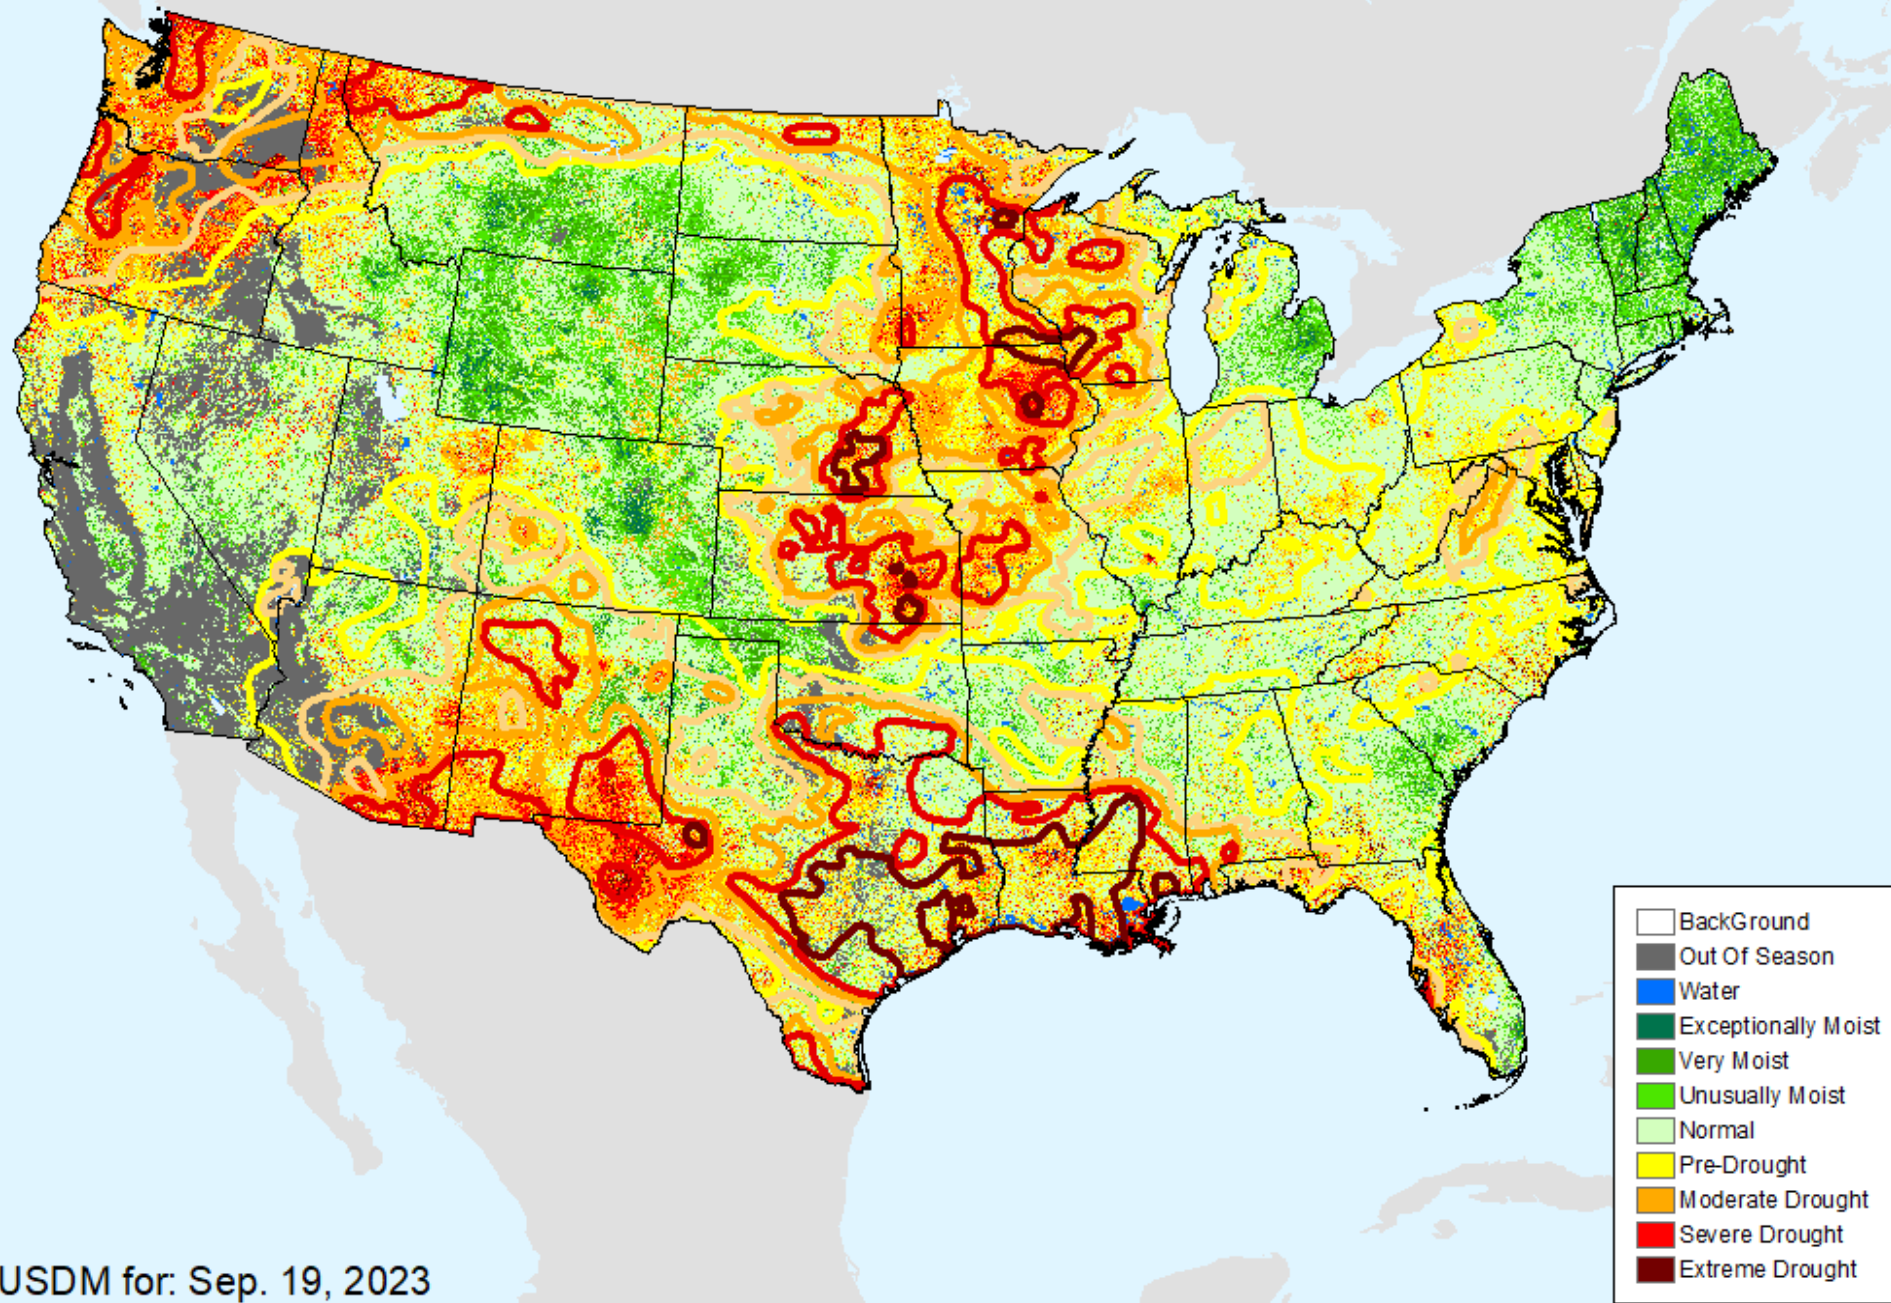 BackGround
Out Of Season
Water
Exceptionally Moist
Very Moist
Unusually Moist
Normal
Pre-Drought
Moderate Drought
Severe Drought
Extreme Drought
USDM for: Sep. 19, 2023